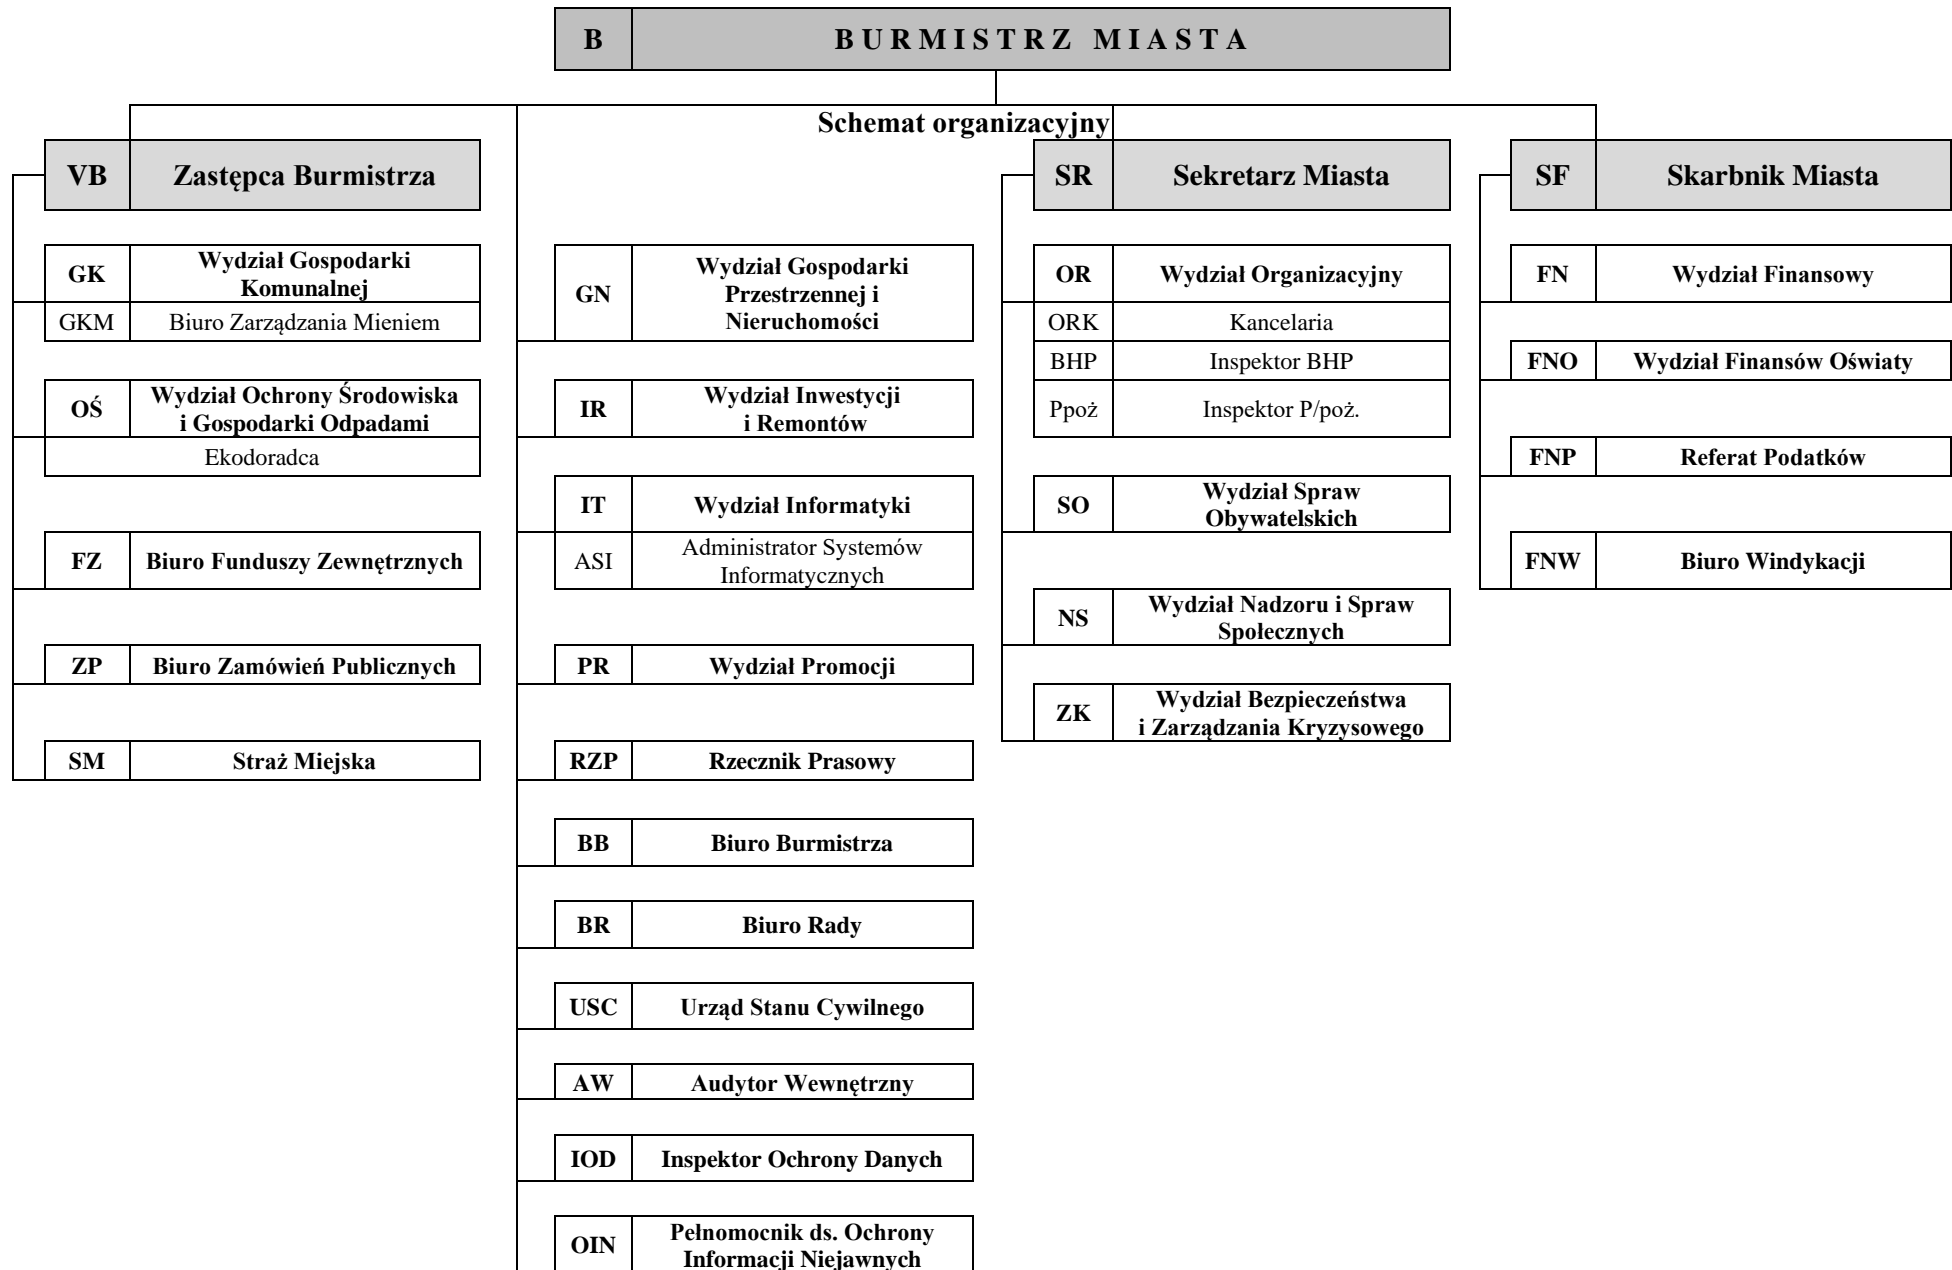 B BURMISTRZ MIASTA
Schemat organizacyjny
VB Zastępca Burmistrza
GK Wydział Gospodarki
Komunalnej
GKM Biuro Zarządzania Mieniem
OŚ Wydział Ochrony Środowiska
i Gospodarki Odpadami
Ekodoradca
FZ Biuro Funduszy Zewnętrznych
ZP Biuro Zamówień Publicznych
SM Straż Miejska
GN Wydział Gospodarki
Przestrzennej i
Nieruchomości
IR Wydział Inwestycji
i Remontów
IT Wydział Informatyki
ASI Administrator Systemów
Informatycznych
PR Wydział Promocji
RZP Rzecznik Prasowy
BB Biuro Burmistrza
BR Biuro Rady
USC Urząd Stanu Cywilnego
AW Audytor Wewnętrzny
IOD Inspektor Ochrony Danych
OIN Pełnomocnik ds. Ochrony
Informacji Niejawnych
SR Sekretarz Miasta
OR Wydział Organizacyjny
ORK Kancelaria
BHP Inspektor BHP
Ppoż Inspektor P/poż.
SO Wydział Spraw
Obywatelskich
NS Wydział Nadzoru i Spraw
Społecznych
ZK Wydział Bezpieczeństwa
i Zarządzania Kryzysowego
SF Skarbnik Miasta
FN Wydział Finansowy
FNO Wydział Finansów Oświaty
FNP Referat Podatków
FNW Biuro Windykacji